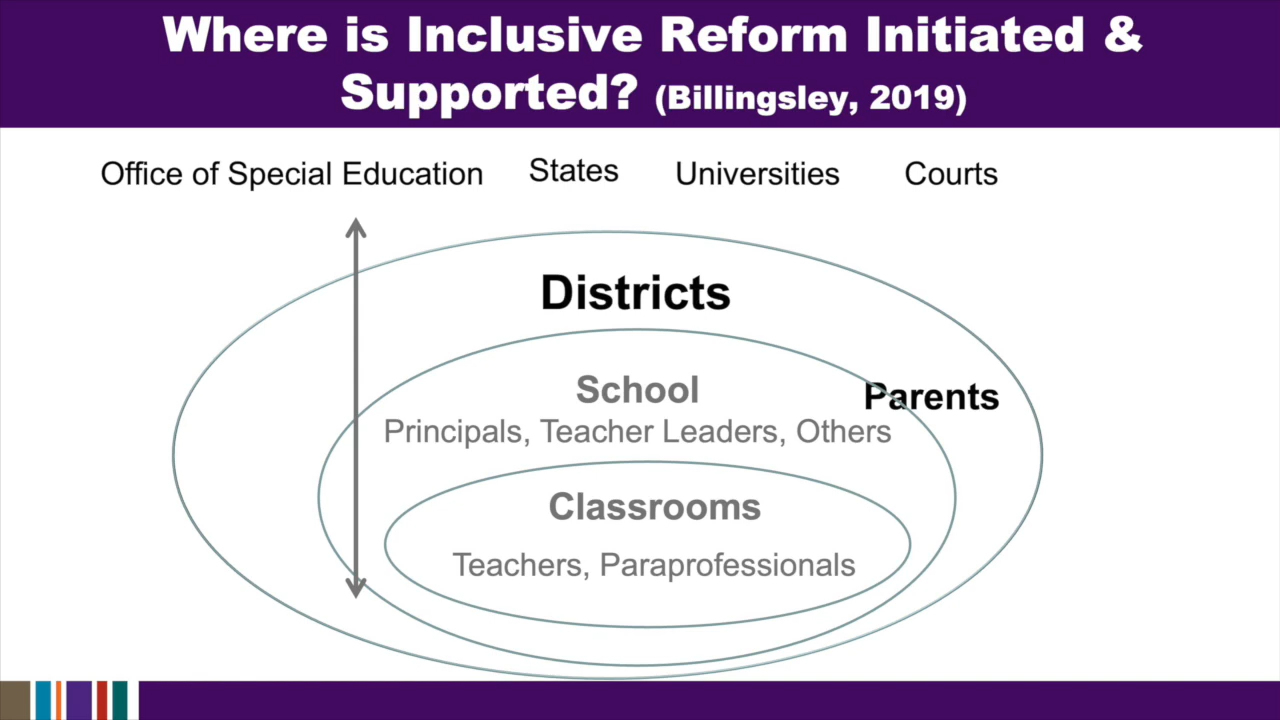 Where is Inclusive Reform Initiated &
Supported? (Billingsley, 2019)
Office of Special Education States Universities Courts
Districts
School
Parents
Principals, Teacher Leaders, Others
Classrooms
Teachers, Paraprofessionals